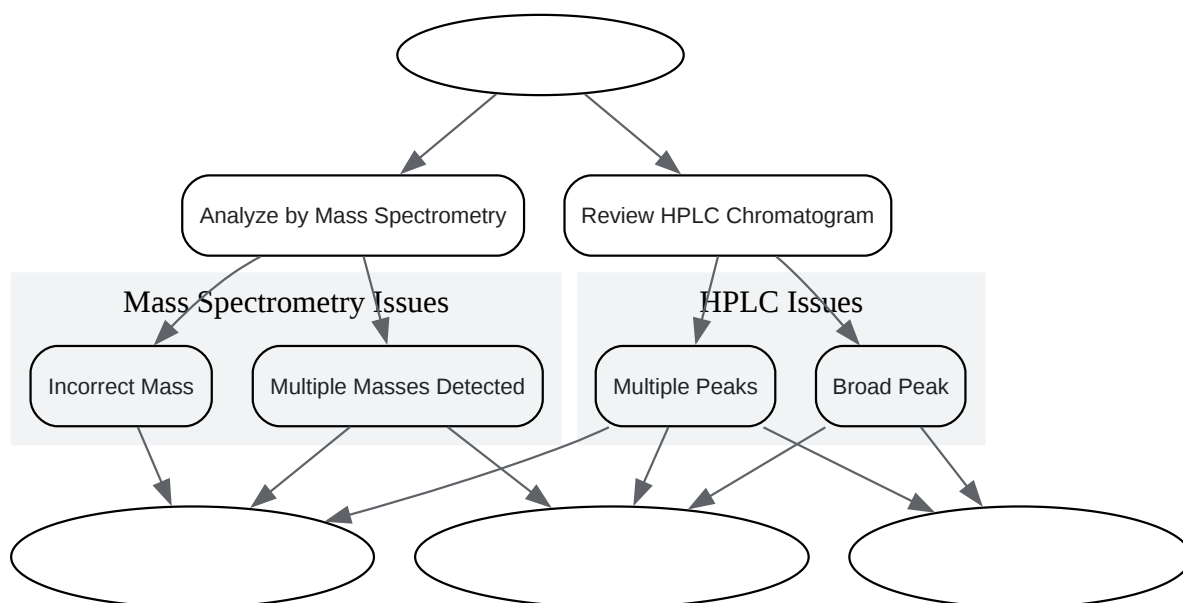 Analyze by Mass Spectrometry
Review HPLC Chromatogram
Mass Spectrometry Issues
HPLC Issues
Incorrect Mass
Multiple Masses Detected
Multiple Peaks
Broad Peak